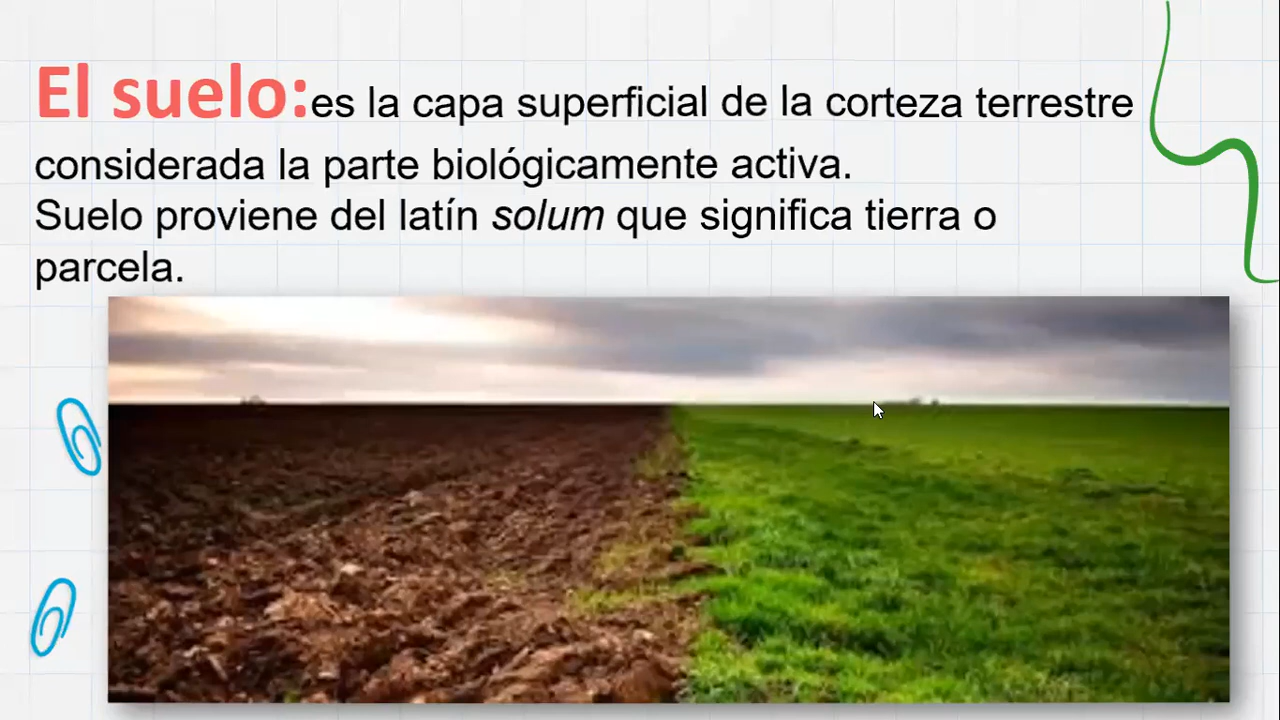 El suelo:es la capa superficial de la corteza terrestre
considerada la parte biológicamente activa.
Suelo proviene del latín solum que significa tierra o
parcela.